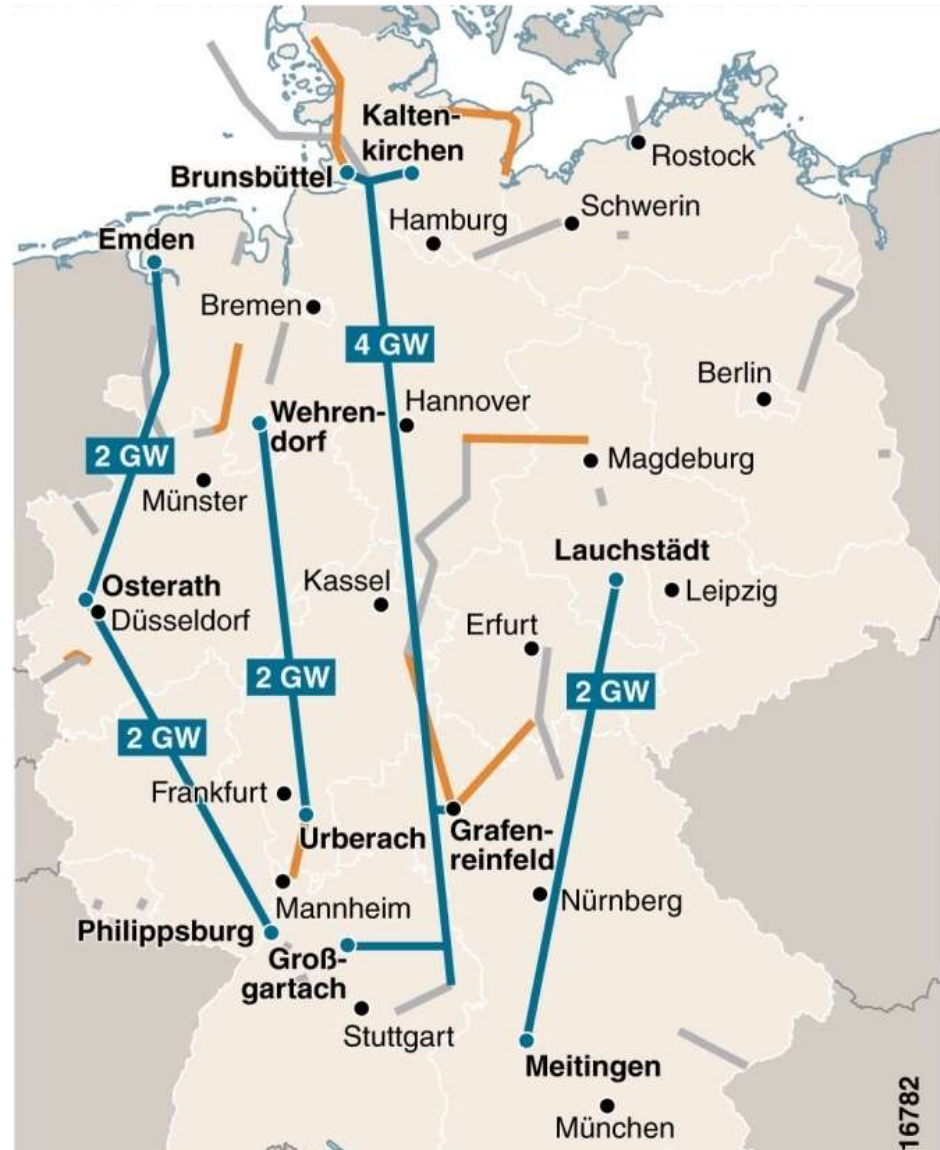 Kalten-
kirchen
Brunsbüttel
Rostock
Schwerin
Hamburg
Emden
Bremen
4 GW
Berlin
Hannover
Wehren-
dorf
2 GW
Magdeburg
Münster
Lauchstädt
Kassel
Osterath
Leipzig
Düsseldorf
Erfurt
2 GW
2 GW
2 GW
Frankfurt
Urberach
Grafen-
reinfeld
Mannheim
Nürnberg
Philippsburg
Groß-
gartach
Stuttgart
Meitingen
München
16782